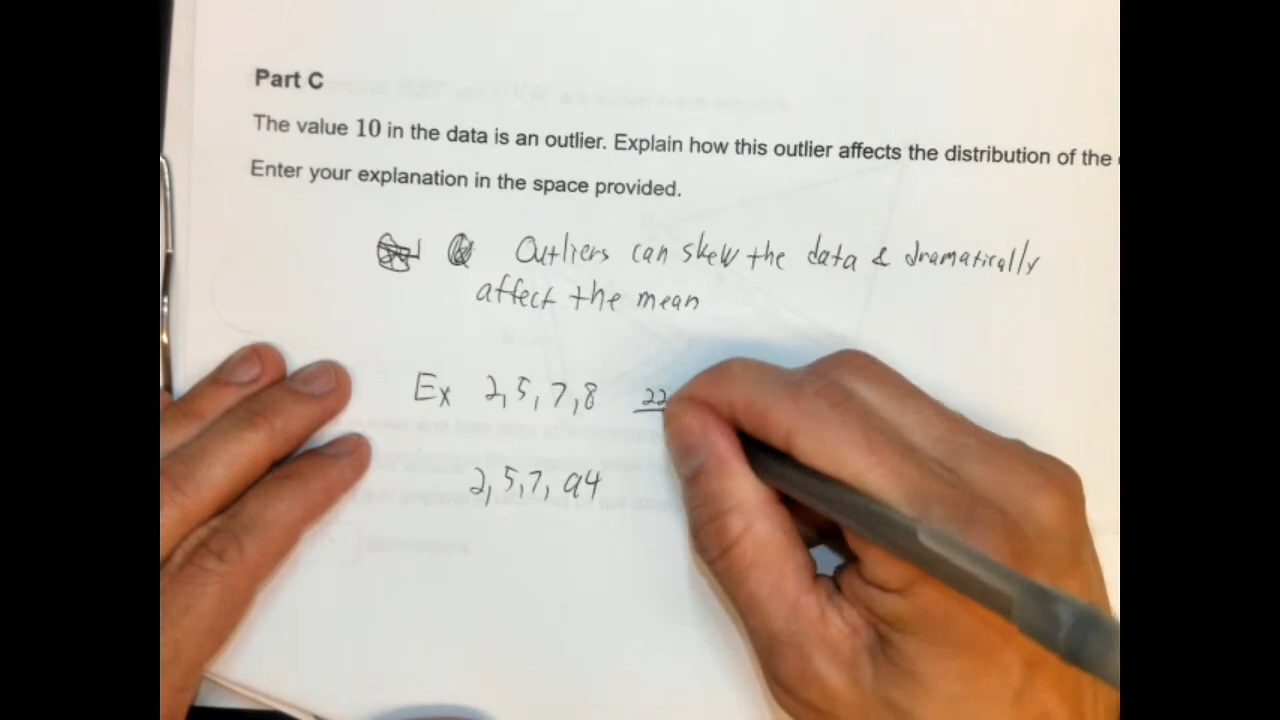 Part C
The value 10 in the data is an outlier. Explain how this outlier affects the distribution of the
Enter your explanation in the space provided.
Outliers can skew the data & dramatically
affect the mean
Ex 2, 5, 7, 8 22
2, 5, 7, 94